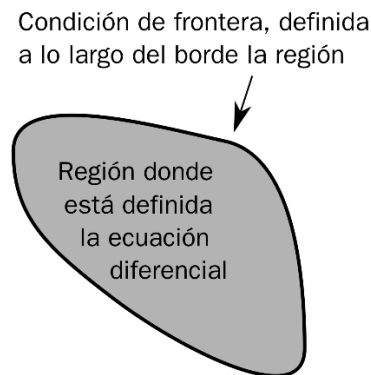 Condición de frontera, definida
a lo largo del borde la región
Región donde
está definida
la ecuación
diferencial